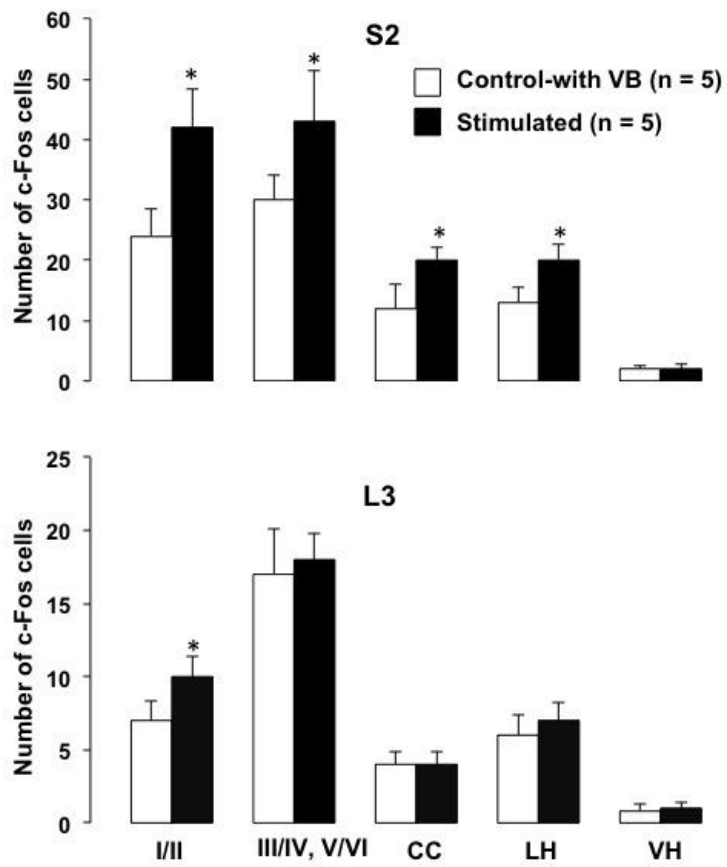 S2
Control-with VB (n = 5)
Stimulated (n = 5)
Number of c-Fos cells
60
50
40
30
20
10
0
* * * *
L3
Number of c-Fos cells
25
20
15
10
5
0
*
I/II III/IV, V/VI CC LH VH